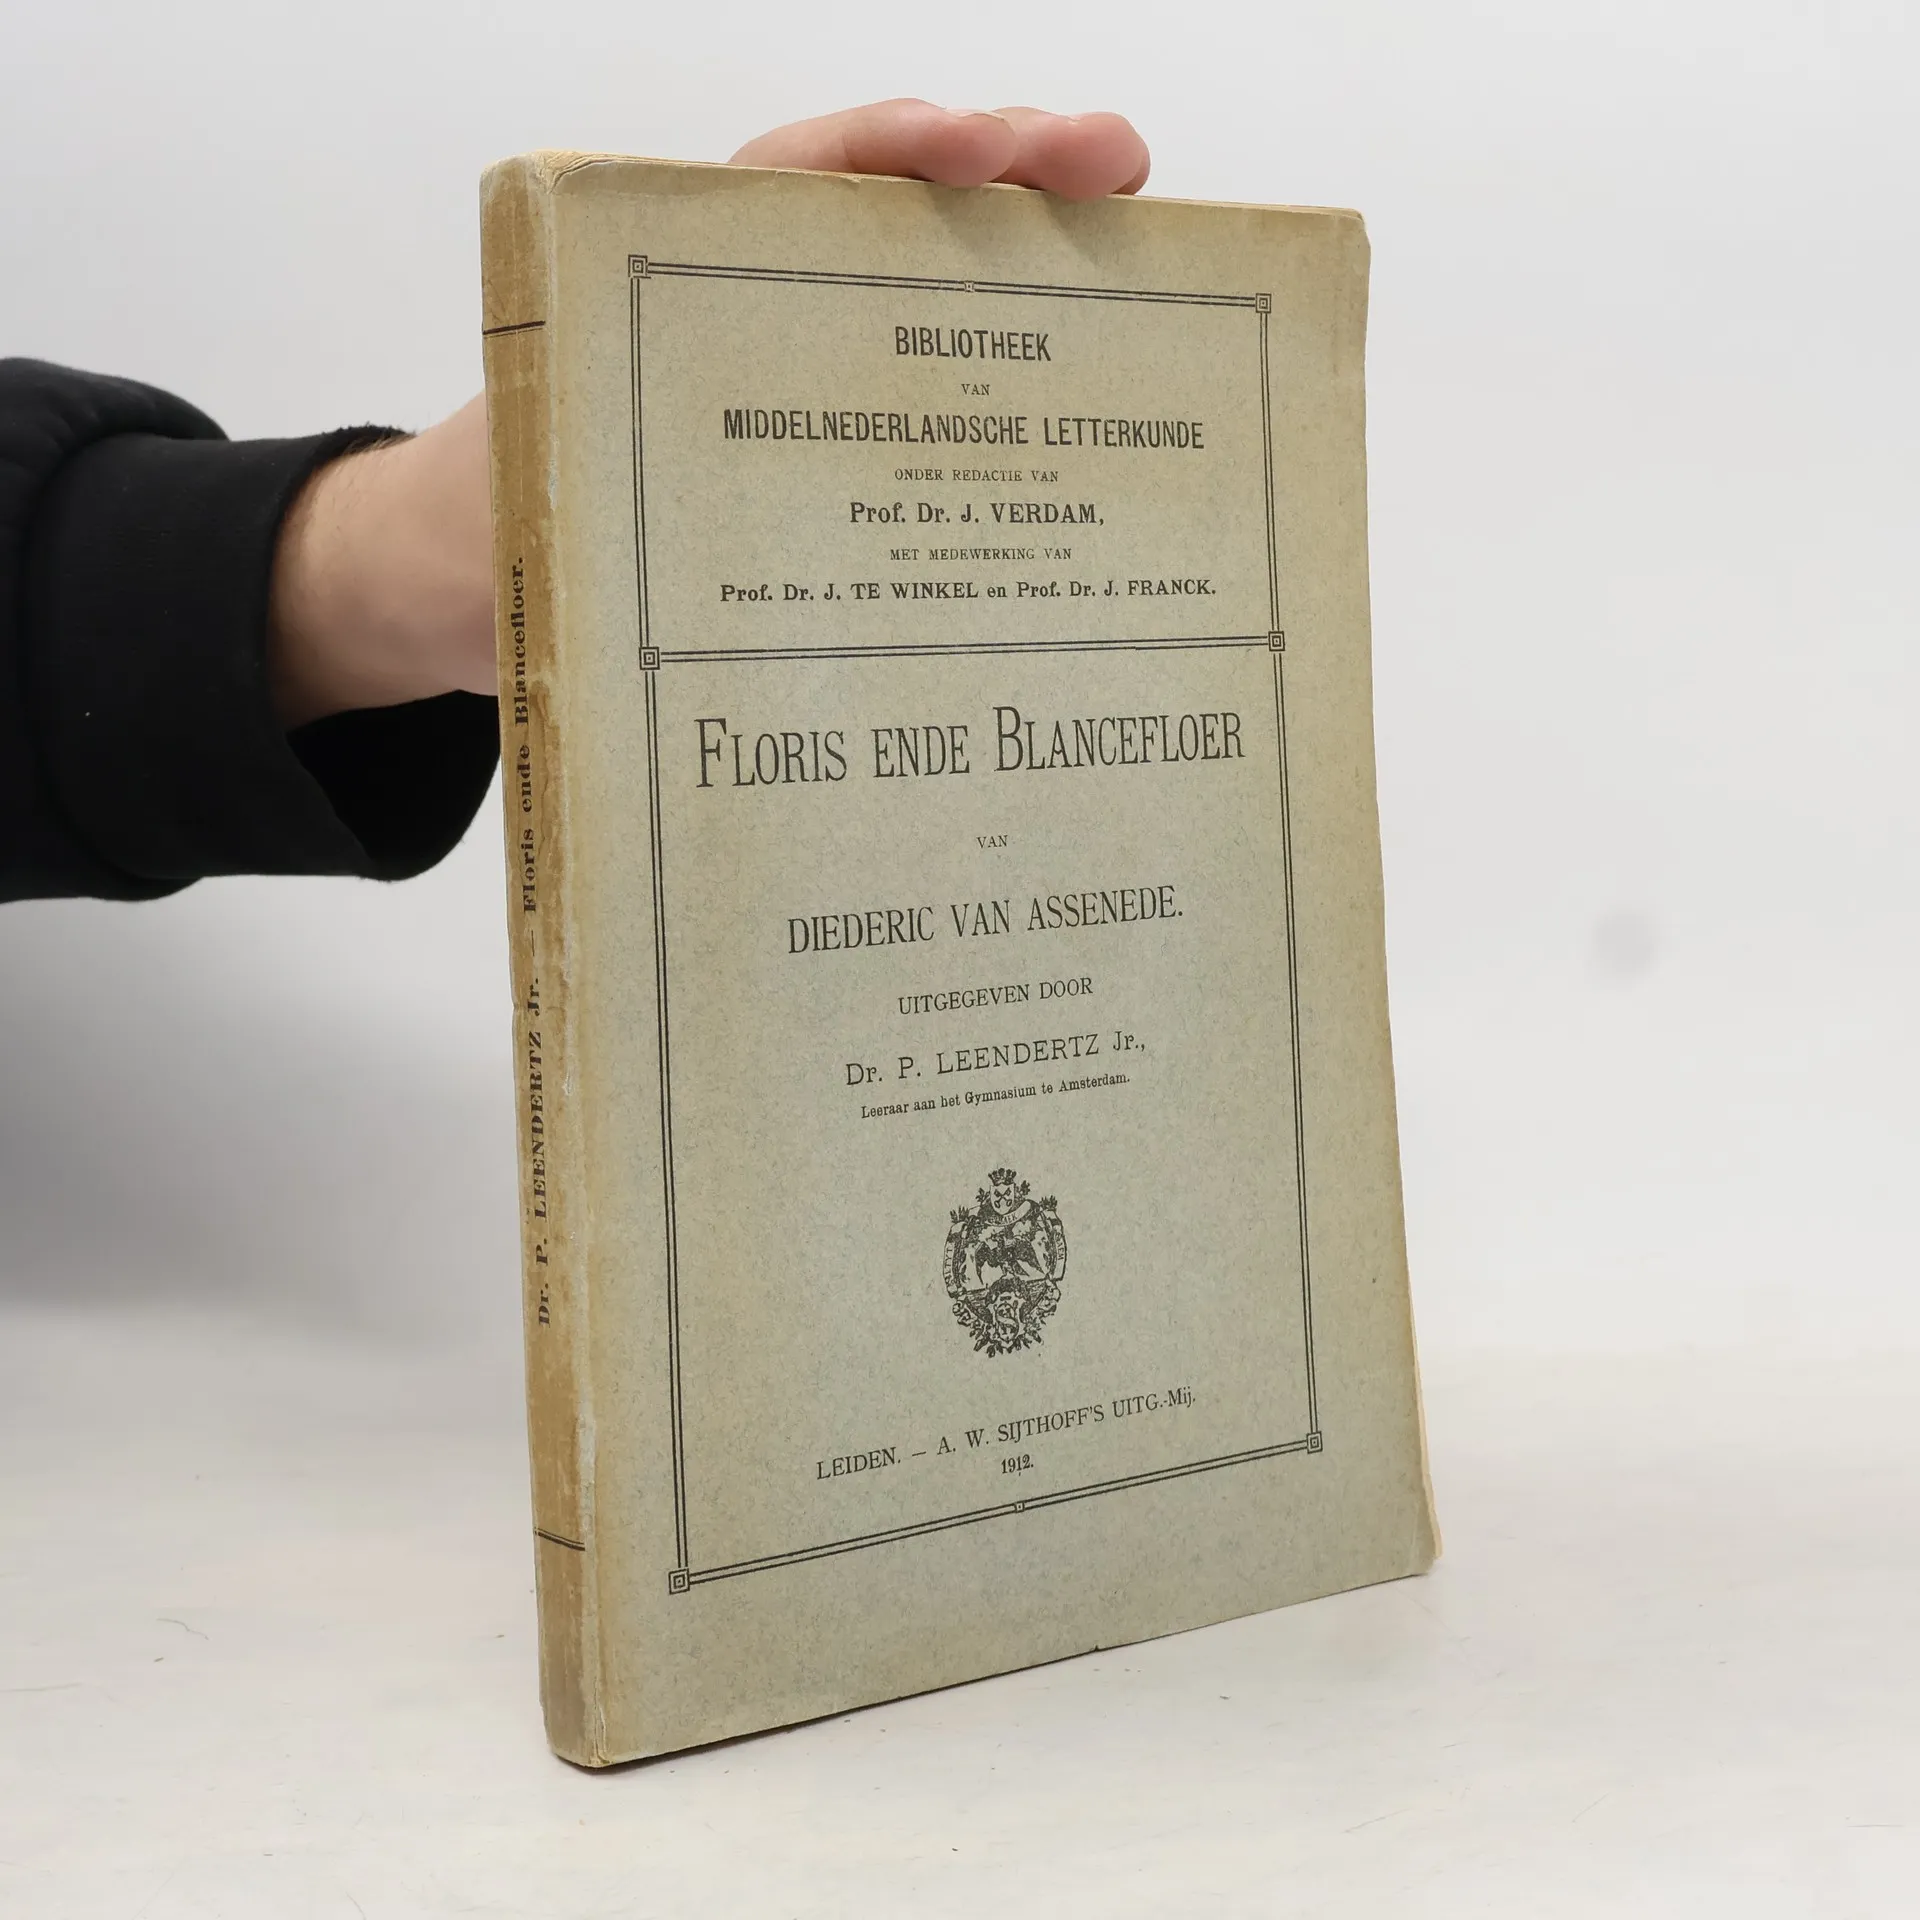 BIBLIOTHEEK
VAN
MIDDELNEDERLANDSCHE LETTERKUNDE
ONDER REDACTIE VAN
Prof. Dr. J. VERDAM,
MET MEDEWERKING VAN
Prof. Dr. J. TE WINKEL en Prof. Dr. J. FRANCK.
FLORIS ENDE BLANCEFLOER
VAN
DIEDERIC VAN ASSENEDE.
UITGEGEVEN DOOR
Dr. P. LEENDERTZ Jr.,
Leeraar aan het Gymnasium te Amsterdam.
LEIDEN. — A. W. SIJTHOFF'S UITG.-Mij.
1912.
Dr. P. LEENDERTZ Jr. — Floris ende Blancefloer.